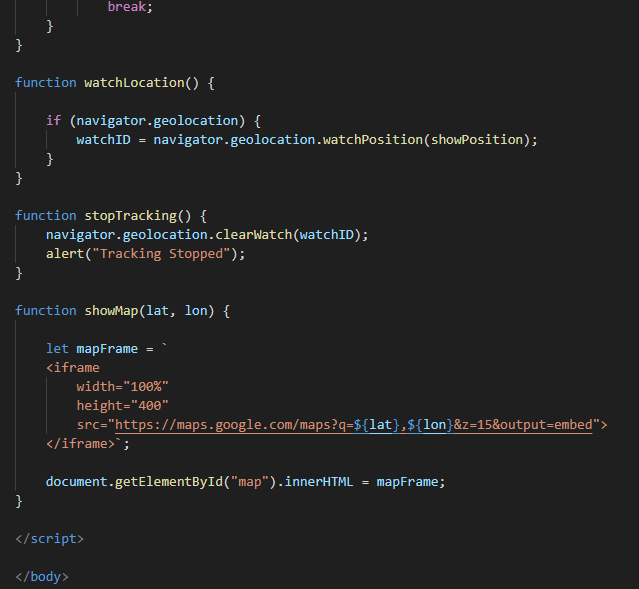 break;
}
}
function watchLocation() {
if (navigator.geolocation) {
watchID = navigator.geolocation.watchPosition(showPosition);
}
}
function stopTracking() {
navigator.geolocation.clearWatch(watchID);
alert("Tracking Stopped");
}
function showMap(lat, lon) {
let mapFrame = `
<iframe
width="100%"
height="400"
src="https://maps.google.com/maps?q=${lat},${lon}&z=15&output=embed">
</iframe>`;
document.getElementById("map").innerHTML = mapFrame;
}
</script>
</body>